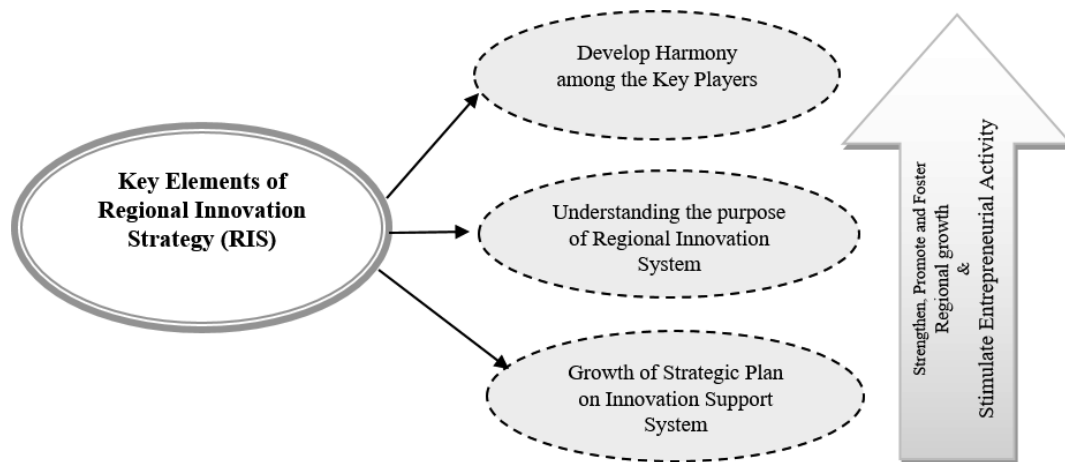 Key Elements of
Regional Innovation
Strategy (RIS)
Develop Harmony
among the Key Players
Understanding the purpose
of Regional Innovation
System
Growth of Strategic Plan
on Innovation Support
System
Strengthen, Promote and Foster
Regional growth
&
Stimulate Entrepreneurial Activity